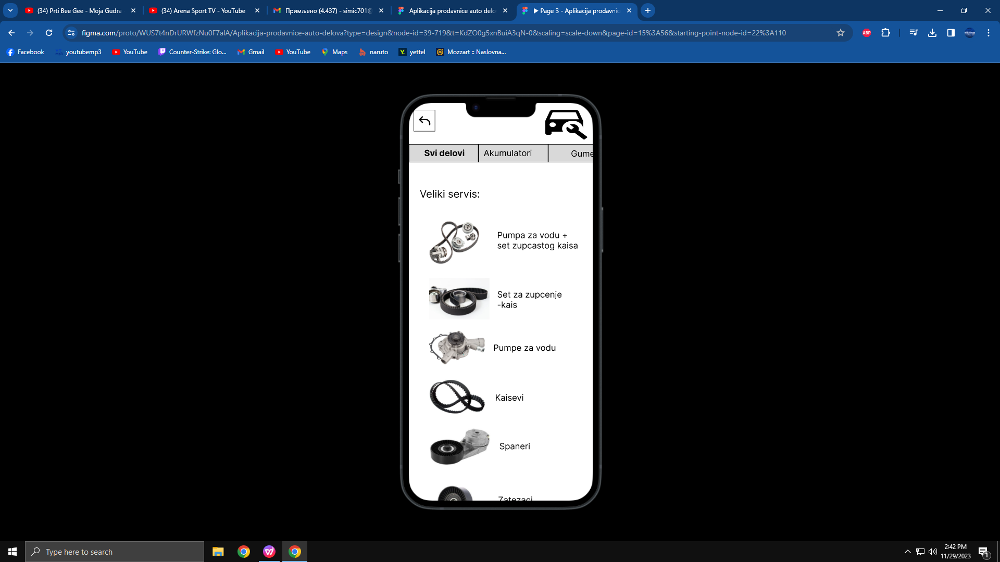 (34) Prti Bee Gee - Moja Gudra
(34) Arena Sport TV - YouTube
Примљено (4.437) - simic701@
Aplikacija prodavnice auto delo
Page 3 - Aplikacija prodavnic
figma.com/proto/WUS7t4nDrURWfzNu0F7alA/Aplikacija-prodavnice-auto-delova?type=design&node-id=39-719&t=KdZO0g5xnBuiA3qN-0&scaling=scale-down&page-id=15%3A56&starting-point-node-id=22%3A110
ABP
Facebook
youtubemp3
YouTube
Counter-Strike: Glo...
Gmail
YouTube
Maps
naruto
yettel
Mozzart :: Naslovna...
Svi delovi
Akumulatori
Gume
Veliki servis:
Pumpa za vodu +
set zupcastog kaisa
Set za zupcenje
-kais
Pumpe za vodu
Kaisevi
Spaneri
Zatezaci
Type here to search
2:42 PM
11/29/2023
1